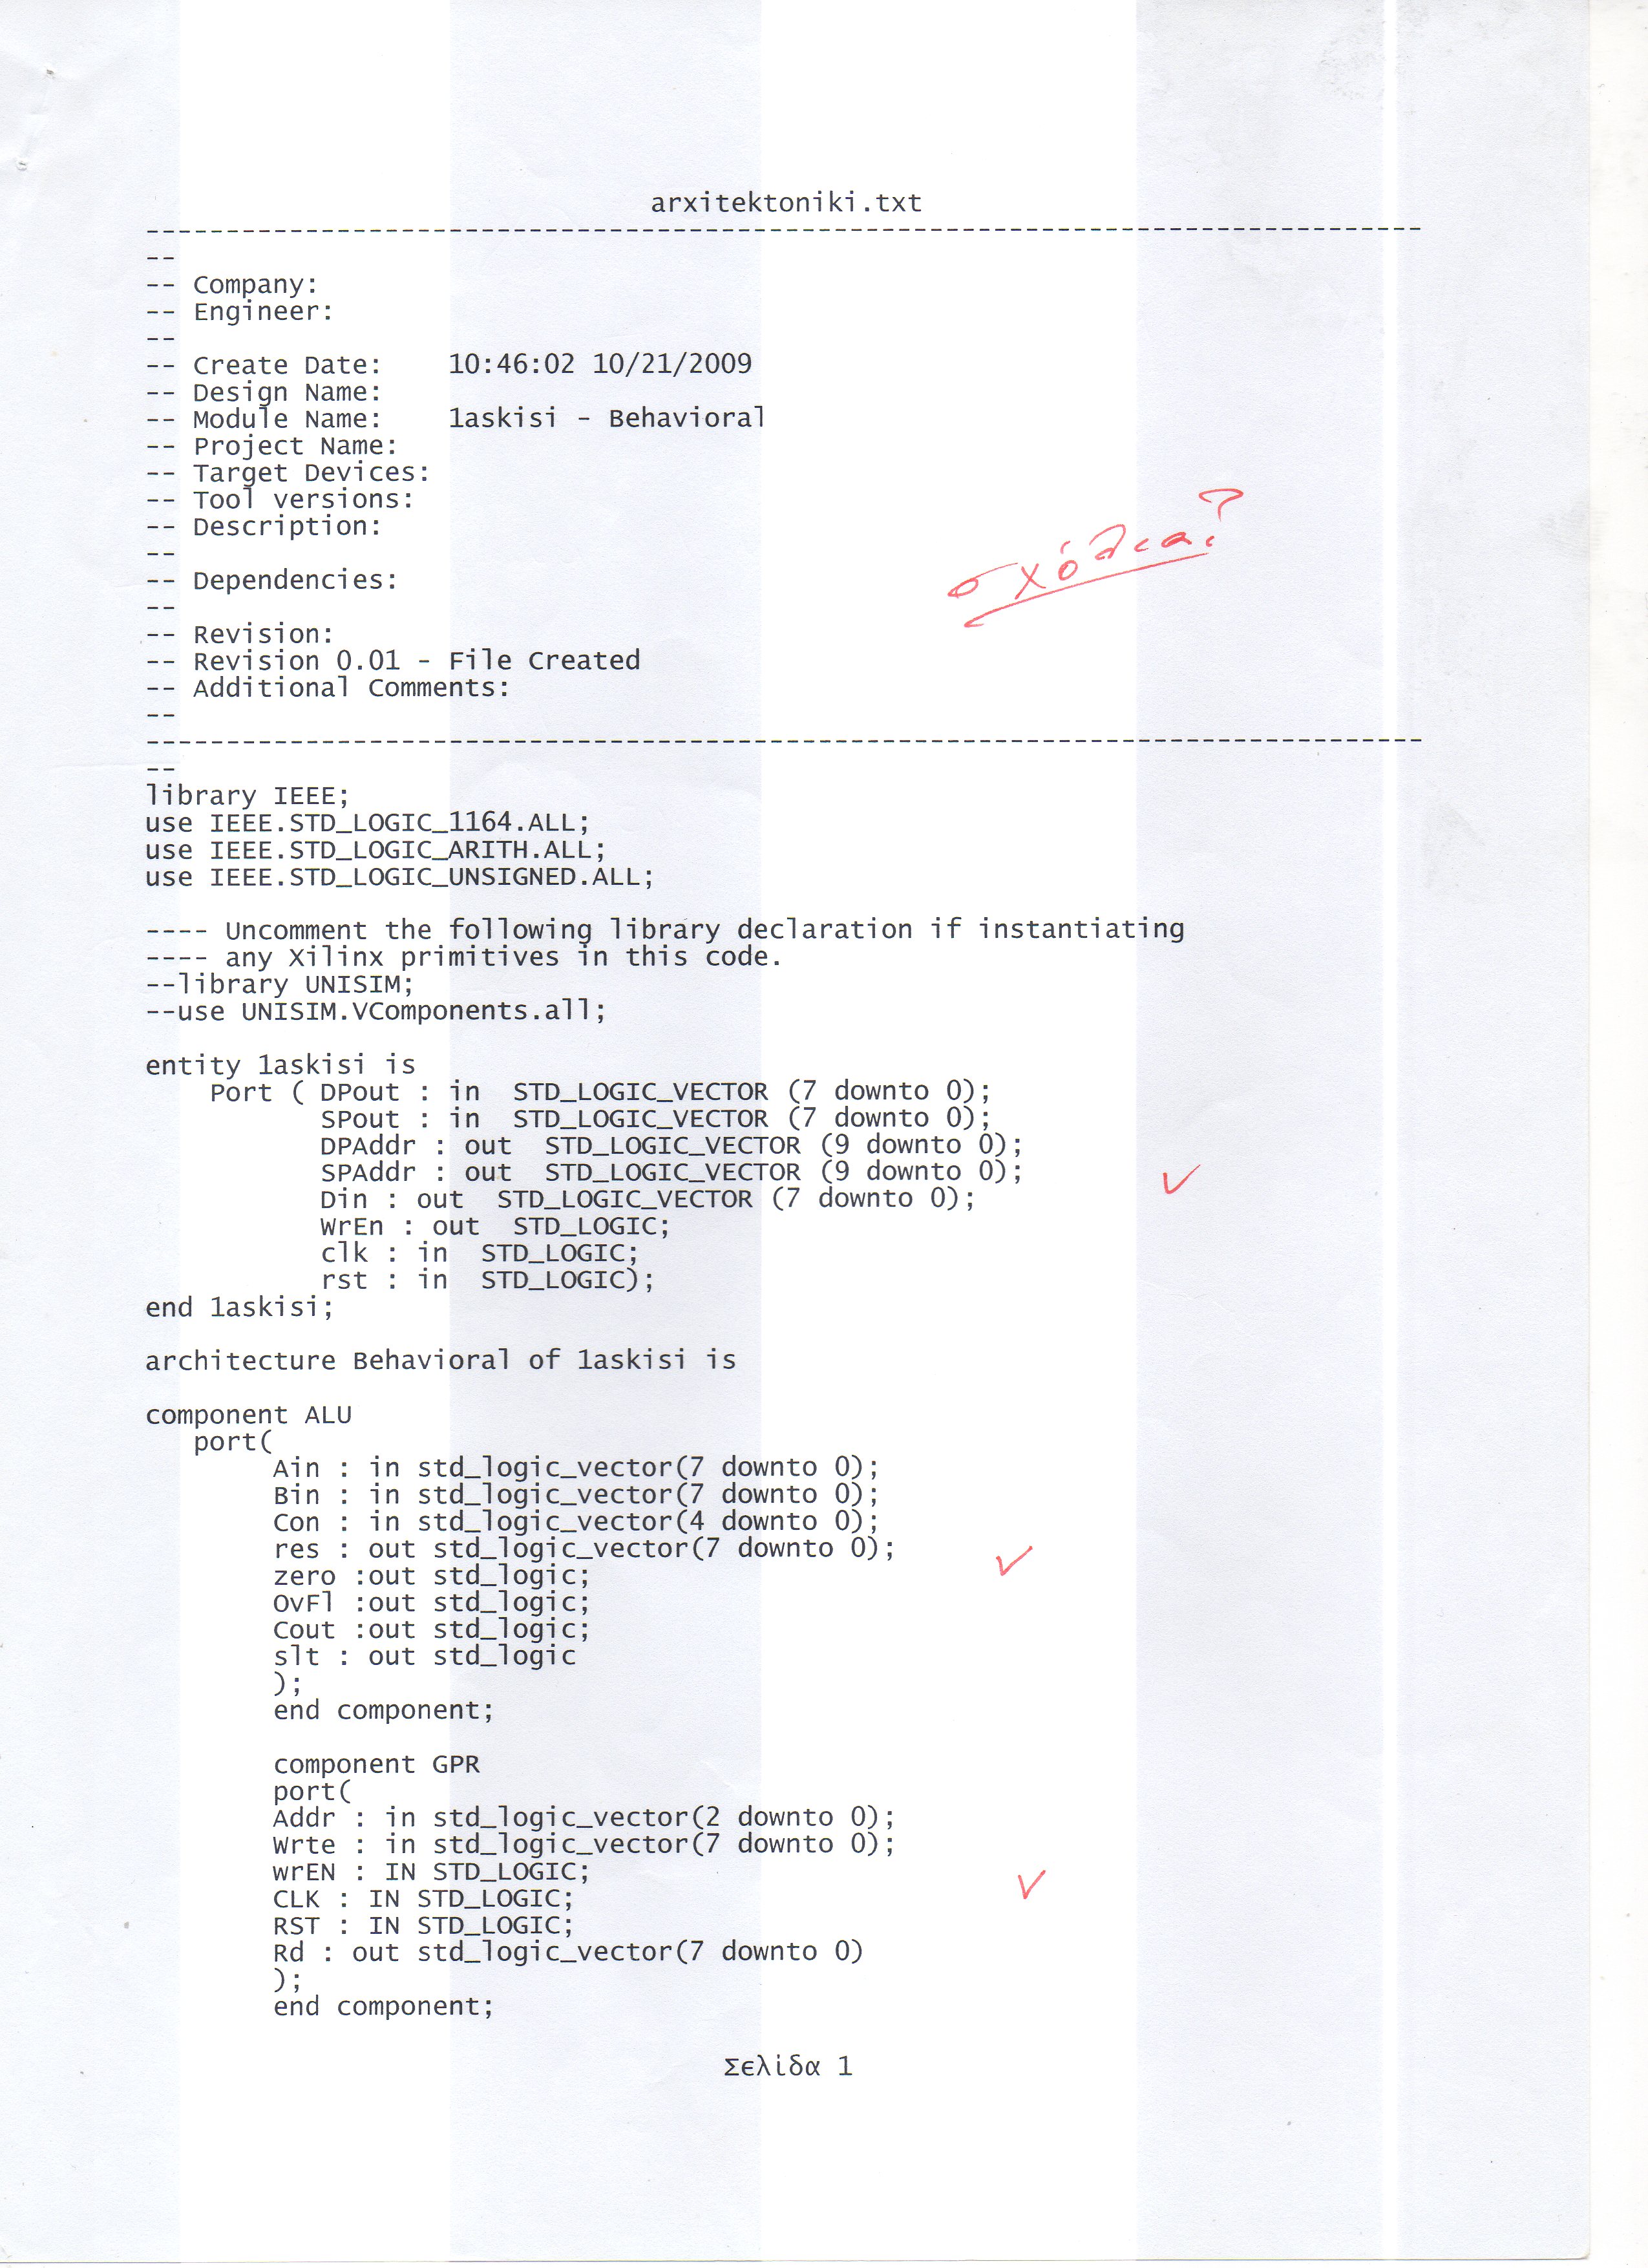 arxitektoniki.txt
--------------------------------------------------------------------------------
--
-- Company:
-- Engineer:
--
-- Create Date:    10:46:02 10/21/2009
-- Design Name:
-- Module Name:    1askisi - Behavioral
-- Project Name:
-- Target Devices:
-- Tool versions:
-- Description:
σχόλια?
--
-- Dependencies:
--
-- Revision:
-- Revision 0.01 - File Created
-- Additional Comments:
--
--------------------------------------------------------------------------------
--
library IEEE;
use IEEE.STD_LOGIC_1164.ALL;
use IEEE.STD_LOGIC_ARITH.ALL;
use IEEE.STD_LOGIC_UNSIGNED.ALL;
---- Uncomment the following library declaration if instantiating
---- any Xilinx primitives in this code.
--library UNISIM;
--use UNISIM.VComponents.all;
entity 1askisi is
Port ( DPout : in  STD_LOGIC_VECTOR (7 downto 0);
SPout : in  STD_LOGIC_VECTOR (7 downto 0);
DPAddr : out  STD_LOGIC_VECTOR (9 downto 0);
SPAddr : out  STD_LOGIC_VECTOR (9 downto 0);
Din : out  STD_LOGIC_VECTOR (7 downto 0);
WrEn : out  STD_LOGIC;
clk : in  STD_LOGIC;
rst : in  STD_LOGIC);
end 1askisi;
architecture Behavioral of 1askisi is
component ALU
port(
Ain : in std_logic_vector(7 downto 0);
Bin : in std_logic_vector(7 downto 0);
Con : in std_logic_vector(4 downto 0);
res : out std_logic_vector(7 downto 0);
zero :out std_logic;
OvFl :out std_logic;
Cout :out std_logic;
slt : out std_logic
);
end component;
component GPR
port(
Addr : in std_logic_vector(2 downto 0);
Wrte : in std_logic_vector(7 downto 0);
wrEN : IN STD_LOGIC;
CLK : IN STD_LOGIC;
RST : IN STD_LOGIC;
Rd : out std_logic_vector(7 downto 0)
);
end component;
Σελίδα 1